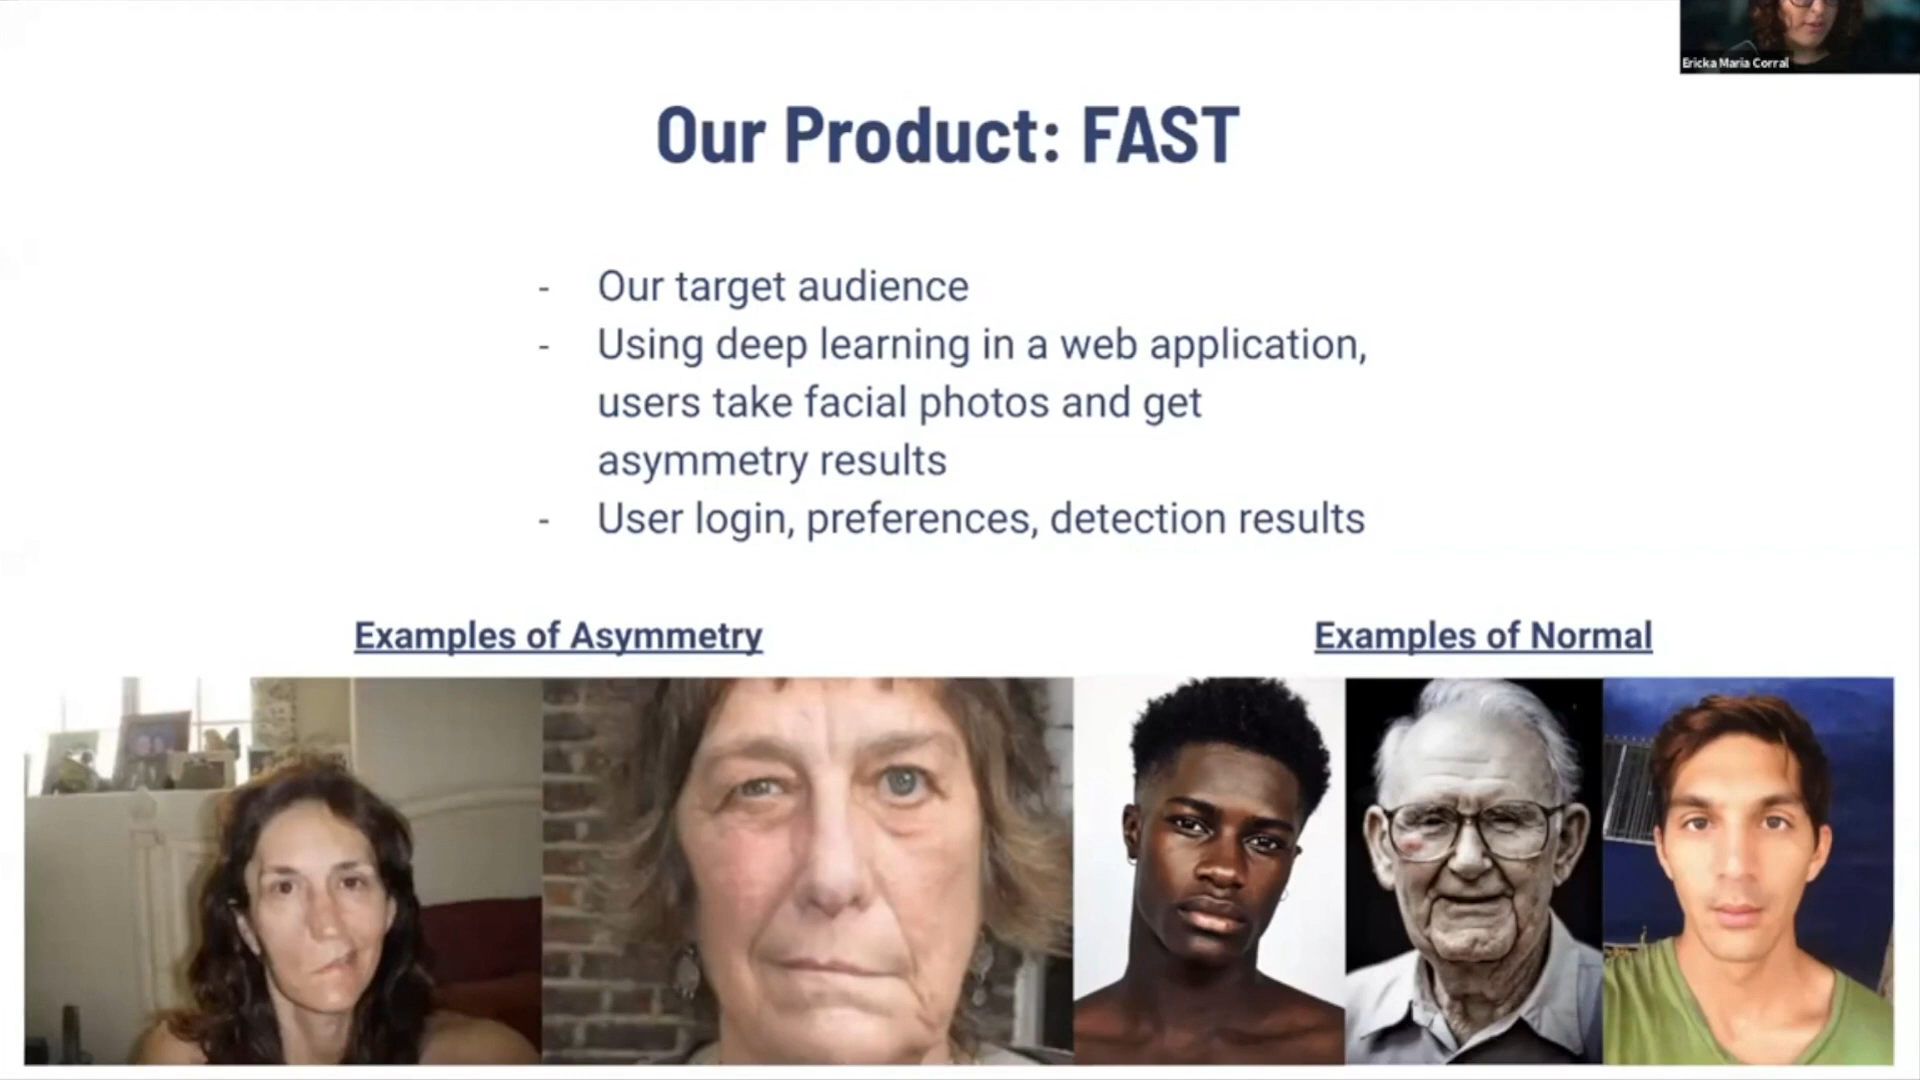 Ericka Maria Corral
Our Product: FAST
- Our target audience
- Using deep learning in a web application,
users take facial photos and get
asymmetry results
- User login, preferences, detection results
Examples of Asymmetry
Examples of Normal